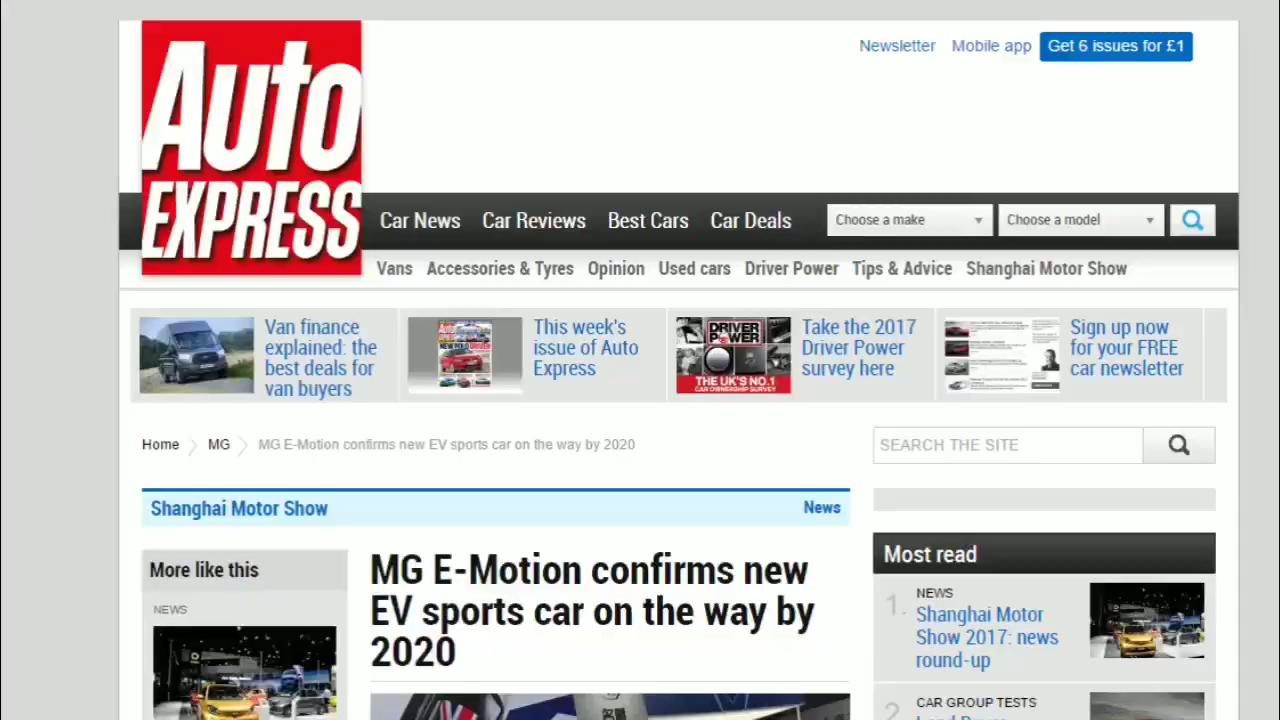 Newsletter Mobile app Get 6 issues for £1
Auto
EXPRESS
Car News Car Reviews Best Cars Car Deals Choose a make Choose a model
Vans Accessories & Tyres Opinion Used cars Driver Power Tips & Advice Shanghai Motor Show
Van finance
explained: the
best deals for
van buyers
This week's
issue of Auto
Express
DRIVER
POWER
THE UK'S NO.1
CAR OWNERSHIP SURVEY
Take the 2017
Driver Power
survey here
Sign up now
for your FREE
car newsletter
Home MG MG E-Motion confirms new EV sports car on the way by 2020
SEARCH THE SITE
Shanghai Motor Show News
More like this
NEWS
MG E-Motion confirms new
EV sports car on the way by
2020
Most read
1. NEWS
Shanghai Motor
Show 2017: news
round-up
2 CAR GROUP TESTS